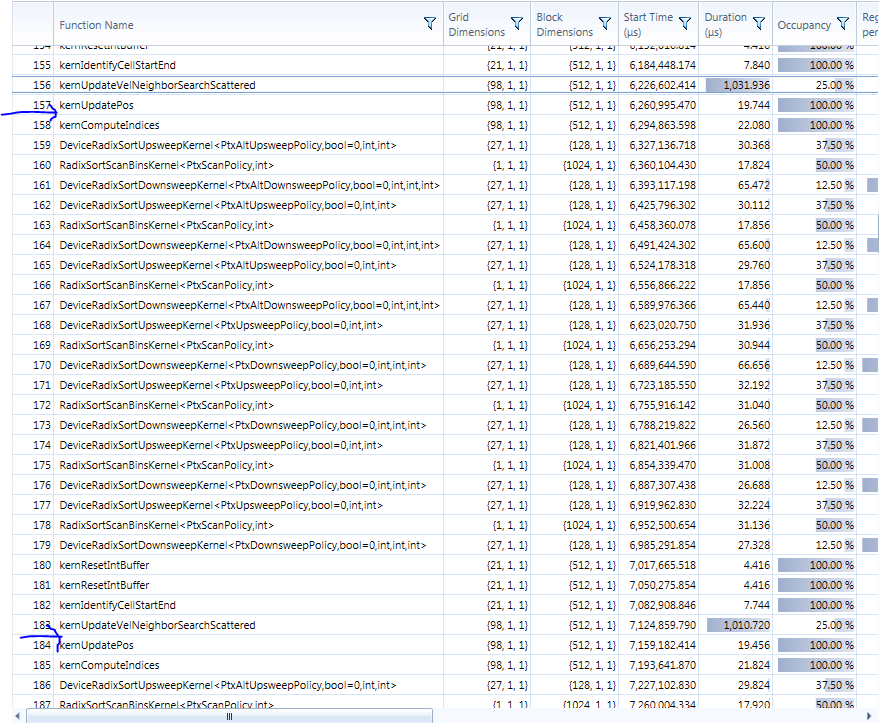 Function Name Grid Dimensions Block Dimensions Start Time (µs) Duration (µs) Occupancy Reg per
154 kernResetIntBuffer {21, 1, 1} {512, 1, 1} 4.416 100.00 %
155 kernIdentifyCellStartEnd {21, 1, 1} {512, 1, 1} 6,184,448.174 7.840 100.00 %
156 kernUpdateVelNeighborSearchScattered {98, 1, 1} {512, 1, 1} 6,226,602.414 1,031.936 25.00 %
157 kernUpdatePos {98, 1, 1} {512, 1, 1} 6,260,995.470 19.744 100.00 %
158 kernComputeIndices {98, 1, 1} {512, 1, 1} 6,294,863.598 22.080 100.00 %
159 DeviceRadixSortUpsweepKernel<PtxAltUpsweepPolicy,bool=0,int,int> {27, 1, 1} {128, 1, 1} 6,327,136.718 30.368 37.50 %
160 RadixSortScanBinsKernel<PtxScanPolicy,int> {1, 1, 1} {1024, 1, 1} 6,360,104.430 17.824 50.00 %
161 DeviceRadixSortDownsweepKernel<PtxAltDownsweepPolicy,bool=0,int,int,int> {27, 1, 1} {128, 1, 1} 6,393,117.198 65.472 12.50 %
162 DeviceRadixSortUpsweepKernel<PtxAltUpsweepPolicy,bool=0,int,int> {27, 1, 1} {128, 1, 1} 6,425,796.302 30.112 37.50 %
163 RadixSortScanBinsKernel<PtxScanPolicy,int> {1, 1, 1} {1024, 1, 1} 6,458,360.078 17.856 50.00 %
164 DeviceRadixSortDownsweepKernel<PtxAltDownsweepPolicy,bool=0,int,int,int> {27, 1, 1} {128, 1, 1} 6,491,424.302 65.600 12.50 %
165 DeviceRadixSortUpsweepKernel<PtxAltUpsweepPolicy,bool=0,int,int> {27, 1, 1} {128, 1, 1} 6,524,178.318 29.760 37.50 %
166 RadixSortScanBinsKernel<PtxScanPolicy,int> {1, 1, 1} {1024, 1, 1} 6,556,866.222 17.856 50.00 %
167 DeviceRadixSortDownsweepKernel<PtxAltDownsweepPolicy,bool=0,int,int,int> {27, 1, 1} {128, 1, 1} 6,589,976.366 65.440 12.50 %
168 DeviceRadixSortUpsweepKernel<PtxUpsweepPolicy,bool=0,int,int> {27, 1, 1} {128, 1, 1} 6,623,020.750 31.936 37.50 %
169 RadixSortScanBinsKernel<PtxScanPolicy,int> {1, 1, 1} {1024, 1, 1} 6,656,253.294 30.944 50.00 %
170 DeviceRadixSortDownsweepKernel<PtxDownsweepPolicy,bool=0,int,int,int> {27, 1, 1} {128, 1, 1} 6,689,644.590 66.656 12.50 %
171 DeviceRadixSortUpsweepKernel<PtxUpsweepPolicy,bool=0,int,int> {27, 1, 1} {128, 1, 1} 6,723,185.550 32.192 37.50 %
172 RadixSortScanBinsKernel<PtxScanPolicy,int> {1, 1, 1} {1024, 1, 1} 6,755,916.142 31.040 50.00 %
173 DeviceRadixSortDownsweepKernel<PtxDownsweepPolicy,bool=0,int,int,int> {27, 1, 1} {128, 1, 1} 6,788,219.822 26.560 12.50 %
174 DeviceRadixSortUpsweepKernel<PtxUpsweepPolicy,bool=0,int,int> {27, 1, 1} {128, 1, 1} 6,821,401.966 31.872 37.50 %
175 RadixSortScanBinsKernel<PtxScanPolicy,int> {1, 1, 1} {1024, 1, 1} 6,854,339.470 31.008 50.00 %
176 DeviceRadixSortDownsweepKernel<PtxDownsweepPolicy,bool=0,int,int,int> {27, 1, 1} {128, 1, 1} 6,887,307.438 26.688 12.50 %
177 DeviceRadixSortUpsweepKernel<PtxUpsweepPolicy,bool=0,int,int> {27, 1, 1} {128, 1, 1} 6,919,962.830 32.224 37.50 %
178 RadixSortScanBinsKernel<PtxScanPolicy,int> {1, 1, 1} {1024, 1, 1} 6,952,500.654 31.136 50.00 %
179 DeviceRadixSortDownsweepKernel<PtxDownsweepPolicy,bool=0,int,int,int> {27, 1, 1} {128, 1, 1} 6,985,291.854 27.328 12.50 %
180 kernResetIntBuffer {21, 1, 1} {512, 1, 1} 7,017,665.518 4.416 100.00 %
181 kernResetIntBuffer {21, 1, 1} {512, 1, 1} 7,050,275.854 4.416 100.00 %
182 kernIdentifyCellStartEnd {21, 1, 1} {512, 1, 1} 7,082,908.846 7.744 100.00 %
183 kernUpdateVelNeighborSearchScattered {98, 1, 1} {512, 1, 1} 7,124,859.790 1,010.720 25.00 %
184 kernUpdatePos {98, 1, 1} {512, 1, 1} 7,159,182.414 19.456 100.00 %
185 kernComputeIndices {98, 1, 1} {512, 1, 1} 7,193,641.870 21.824 100.00 %
186 DeviceRadixSortUpsweepKernel<PtxAltUpsweepPolicy,bool=0,int,int> {27, 1, 1} {128, 1, 1} 7,227,102.830 29.824 37.50 %
187 RadixSortScanBinsKernel<PtxScanPolicy,int> {1, 1, 1} {1024, 1, 1} 7,260,004.334 17.920 50.00 %